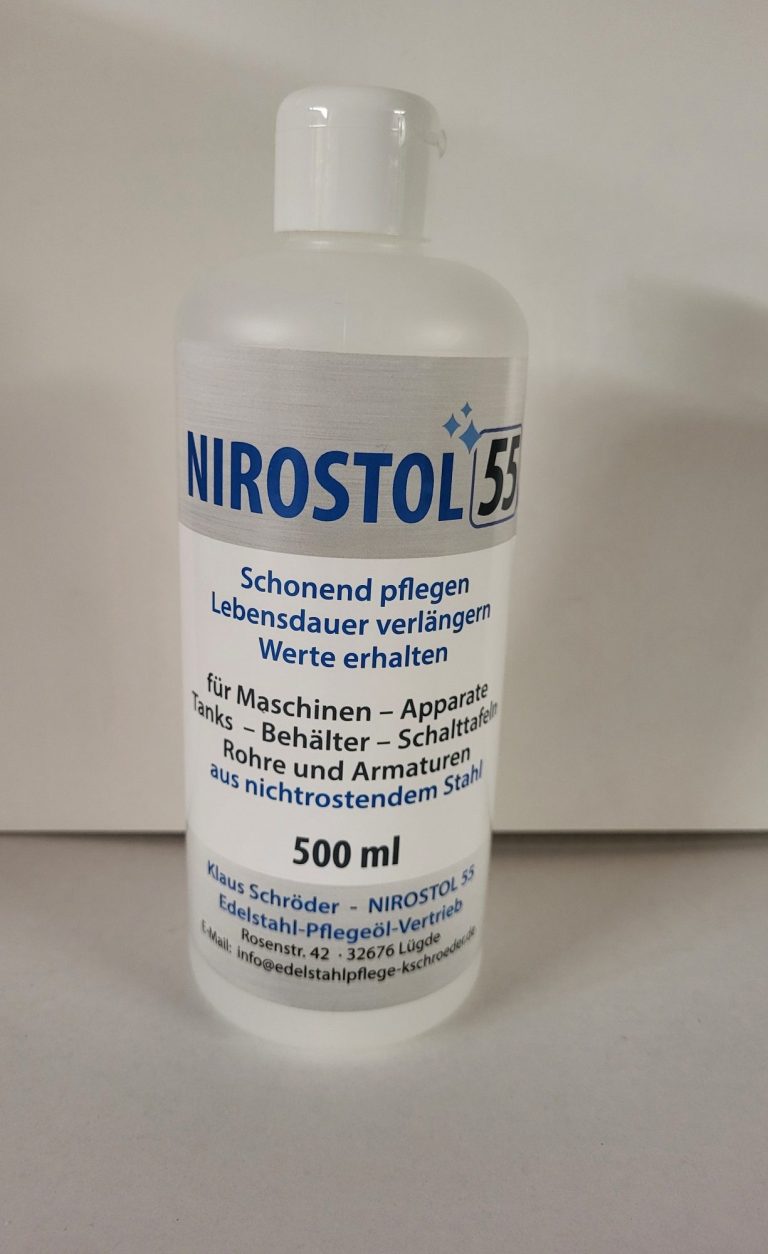 NIROSTOL 55
Schonend pflegen
Lebensdauer verlängern
Werte erhalten
für Maschinen – Apparate
Tanks – Behälter – Schalttafeln
Rohre und Armaturen
aus nichtrostendem Stahl
500 ml
Klaus Schröder - NIROSTOL 55
Edelstahl-Pflegeöl-Vertrieb
Rosenstr. 42 · 32676 Lügde
E-Mail: info@edelstahlpflege-kschroeder.de